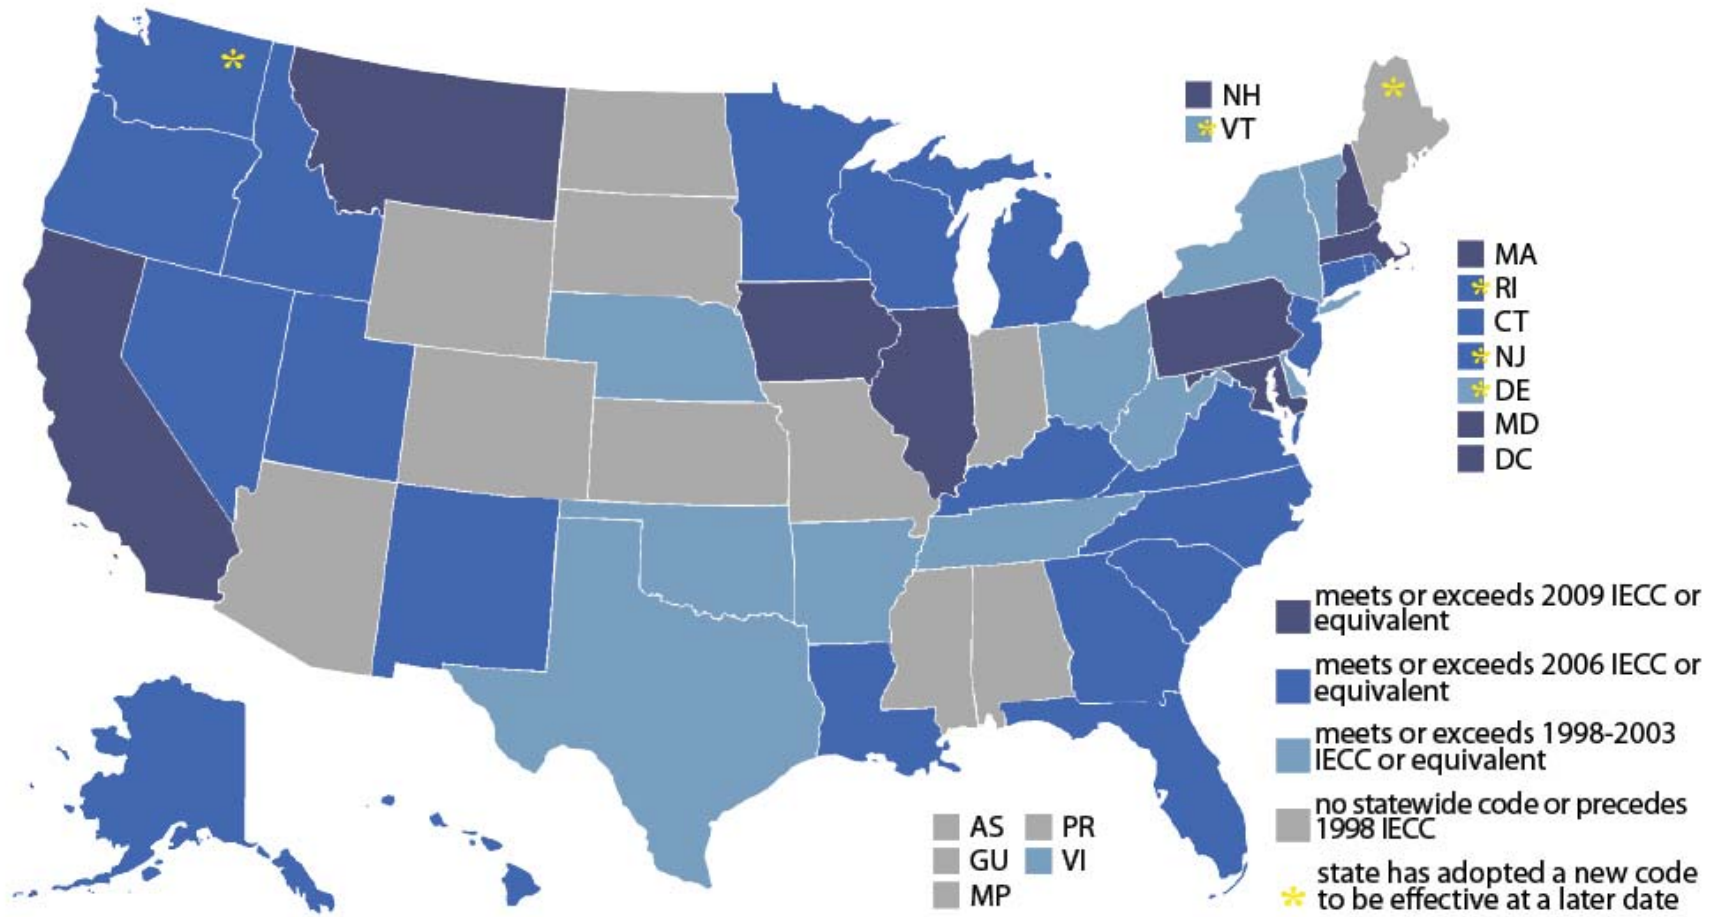 NH
* VT
*
*
MA
* RI
CT
* NJ
* DE
MD
DC
meets or exceeds 2009 IECC or
equivalent
meets or exceeds 2006 IECC or
equivalent
meets or exceeds 1998-2003
IECC or equivalent
no statewide code or precedes
1998 IECC
* state has adopted a new code
to be effective at a later date
AS PR
GU VI
MP